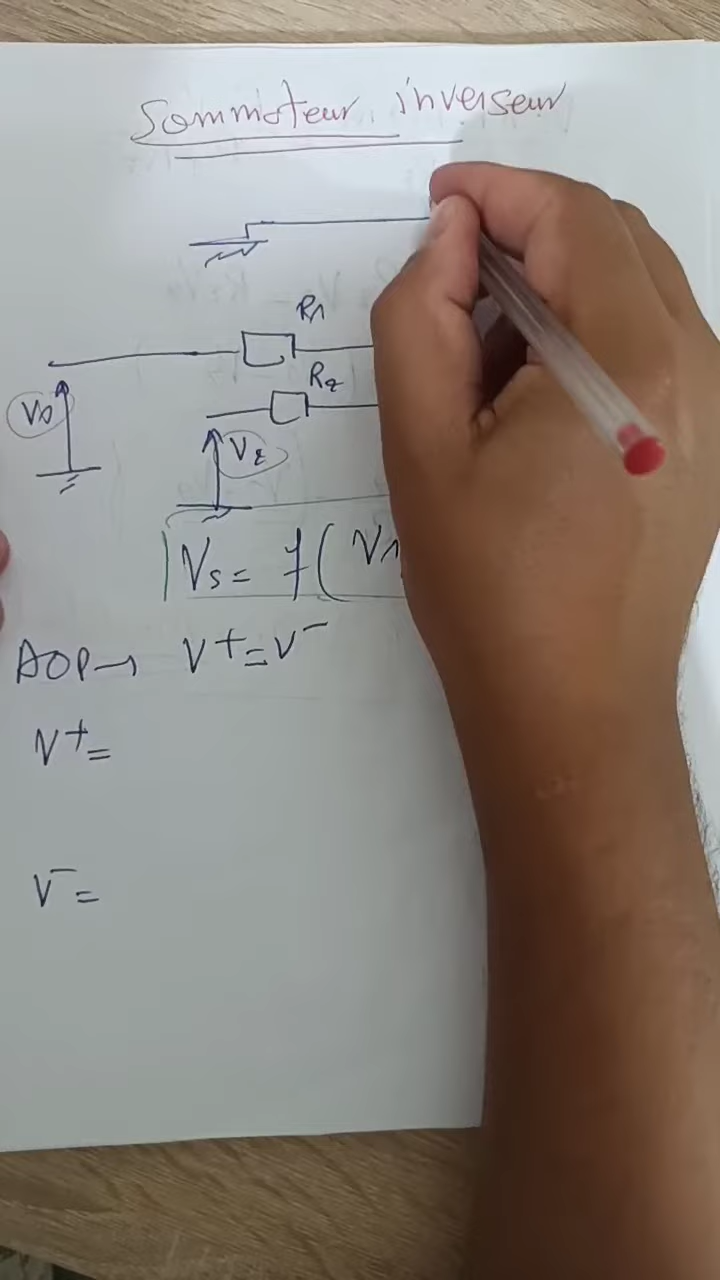 Sommateur inverseur
R1
R2
V1
V2
Vs = f(V1
AOP→ V+ = V-
V+ =
V- =